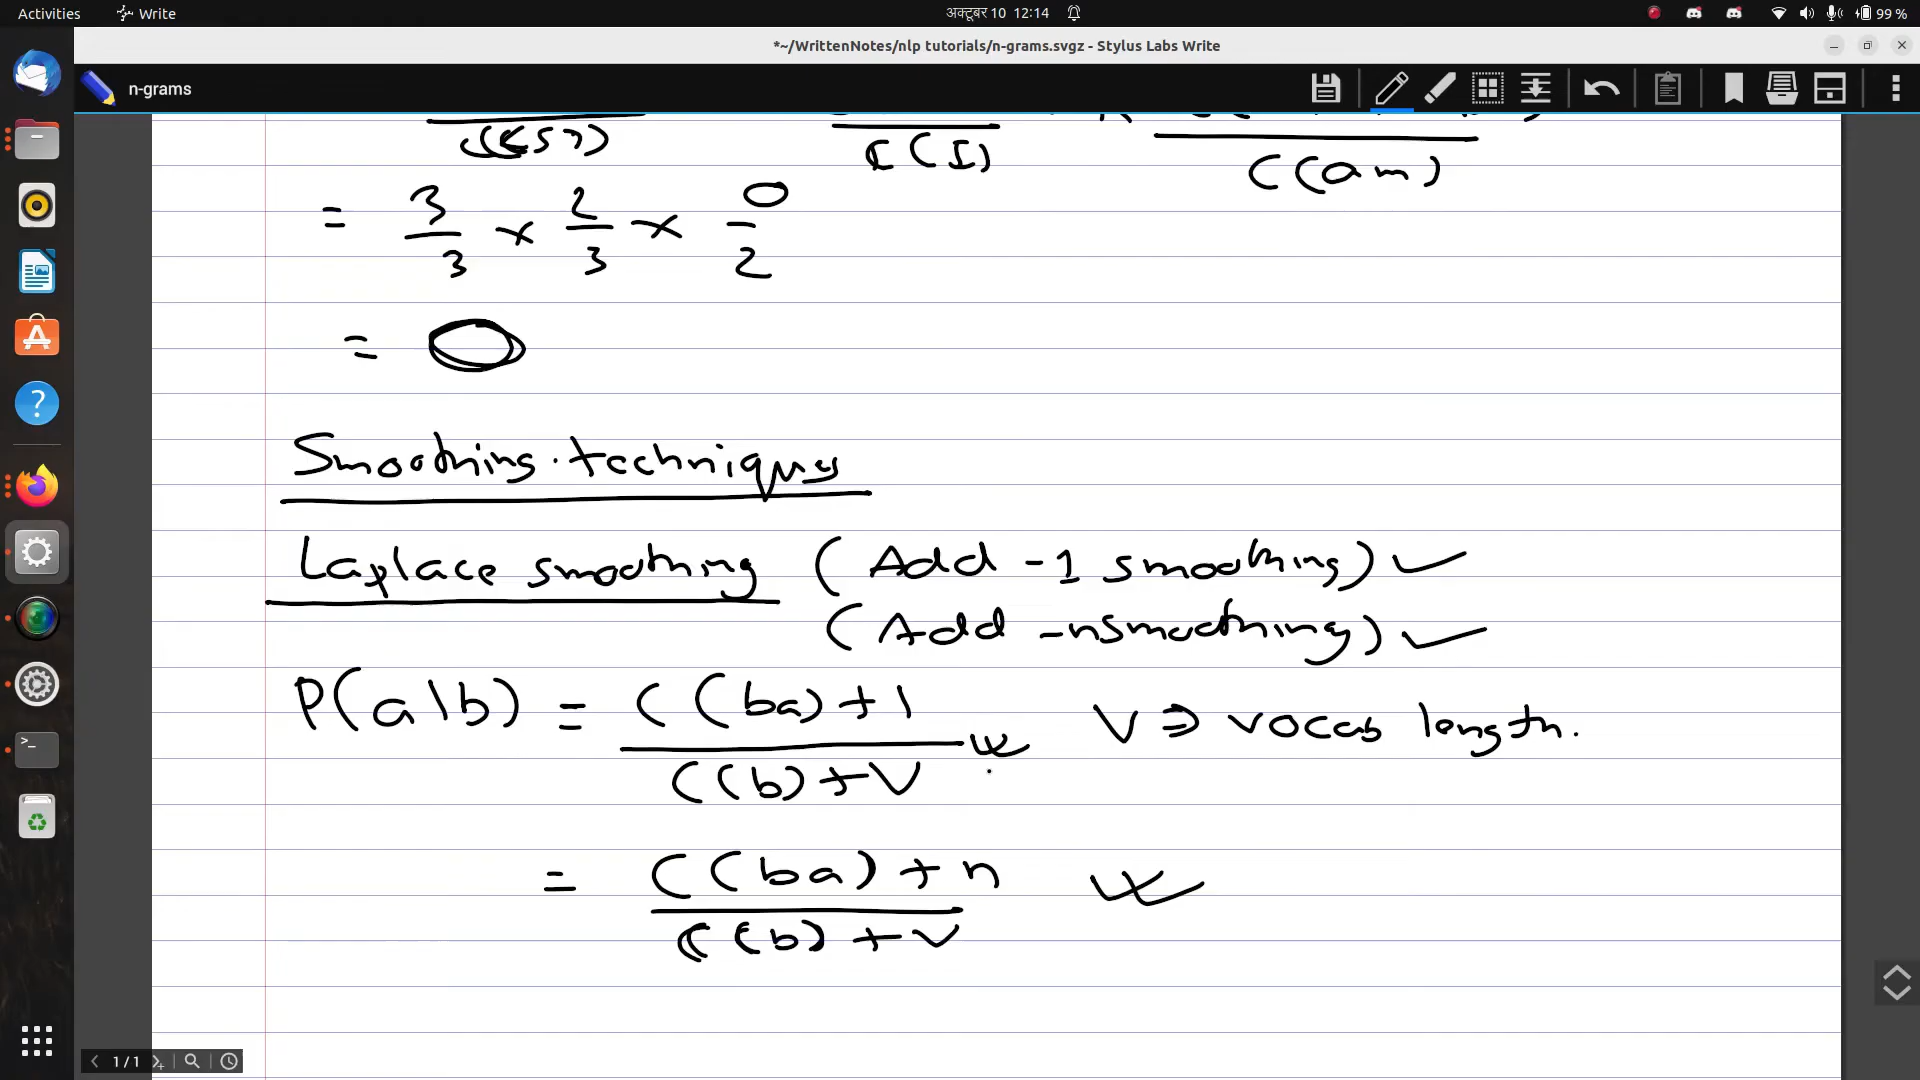 Activities Write अक्टूबर 10 12:14 99 %
*~/WrittenNotes/nlp tutorials/n-grams.svgz - Stylus Labs Write
n-grams
C(<S>) C(I) C(am)
= 3/3 × 2/3 × 0/2
= 0
Smoothing techniques
Laplace smoothing (Add -1 smoothing) ✓
(Add -n smoothing) ✓
P(a|b) = C(ba)+1 / C(b)+V V ⇒ vocab length.
= C(ba)+n / C(b)+V
1 / 1